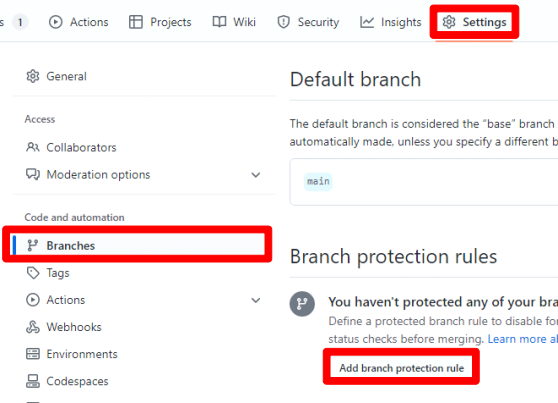 s 1 Actions Projects Wiki Security Insights Settings
General
Access
Collaborators
Moderation options
Code and automation
Branches
Tags
Actions
Webhooks
Environments
Codespaces
Default branch
The default branch is considered the “base” branch
automatically made, unless you specify a different b
main
Branch protection rules
You haven't protected any of your bra
Define a protected branch rule to disable fo
status checks before merging. Learn more a
Add branch protection rule